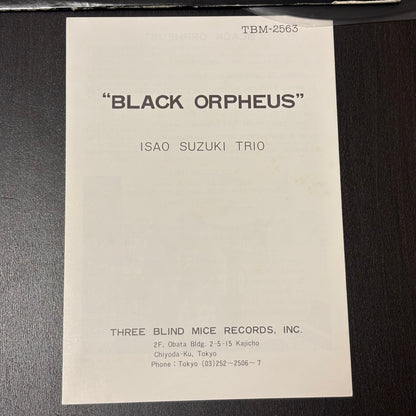 TBM-2563
“BLACK ORPHEUS”
ISAO SUZUKI TRIO
THREE BLIND MICE RECORDS, INC.
2F, Obata Bldg. 2-5-15 Kajicho
Chiyoda-Ku, Tokyo
Phone : Tokyo (03)252-2506~7